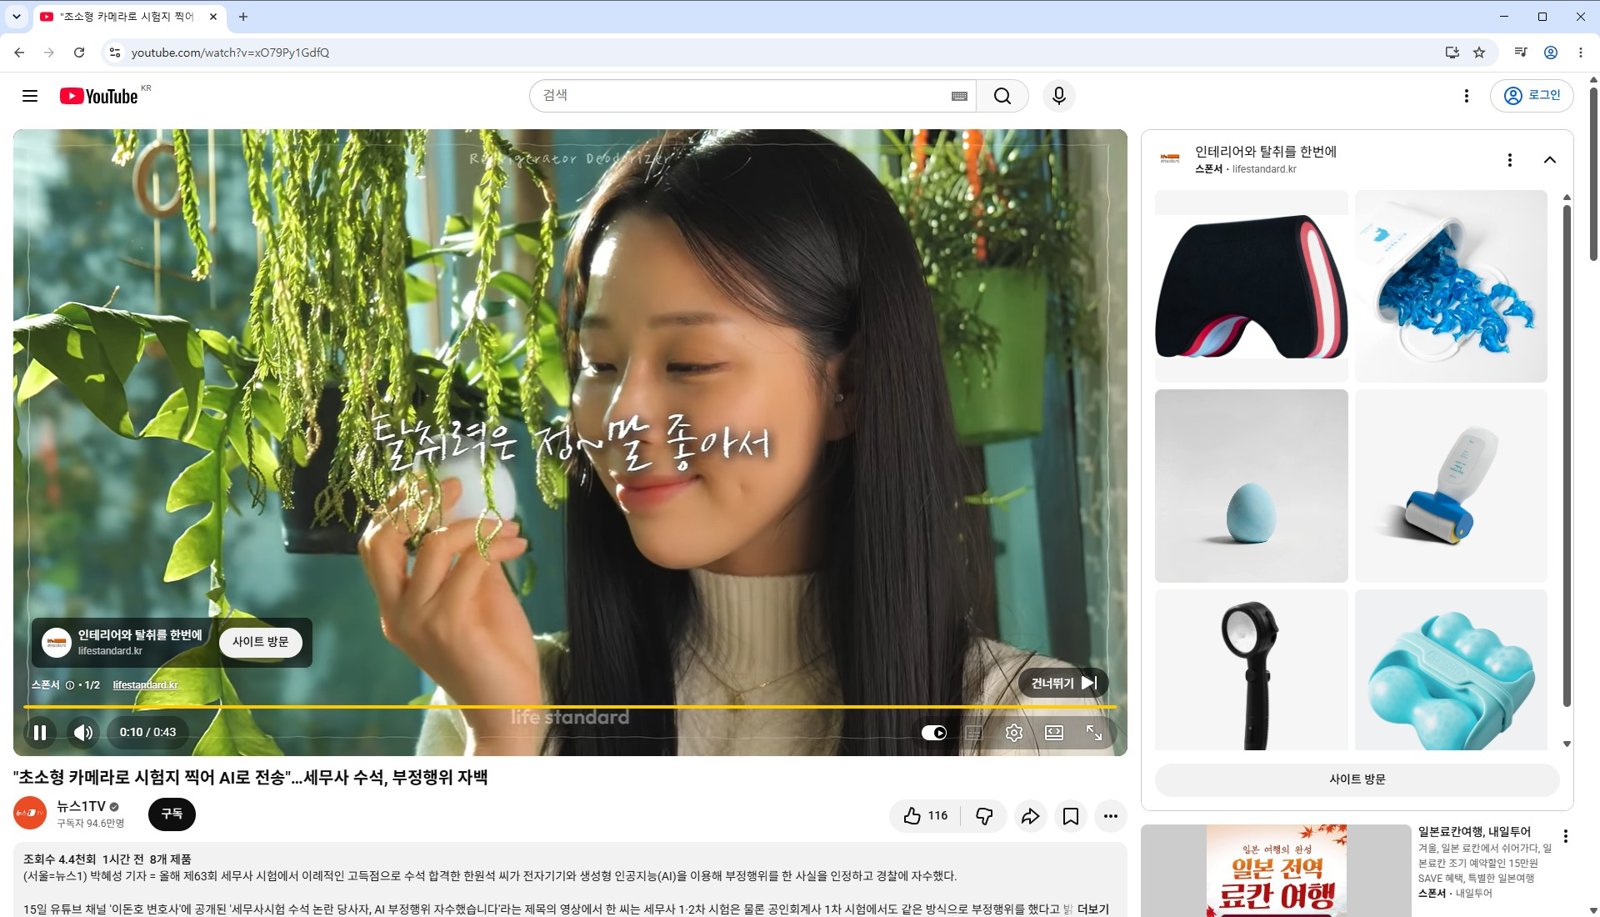 "초소형 카메라로 시험지 찍어
youtube.com/watch?v=xO79Py1GdfQ
YouTube KR
검색
로그인
Refrigerator Deodorizer
탈취력은 정~말 좋아서
인테리어와 탈취를 한번에
lifestandard.kr
사이트 방문
스폰서 • 1/2 lifestandard.kr
건너뛰기
life standard
0:10 / 0:43
"초소형 카메라로 시험지 찍어 AI로 전송"...세무사 수석, 부정행위 자백
뉴스1TV
구독자 94.6만명
구독
116
조회수 4.4천회 1시간 전 8개 제품
(서울=뉴스1) 박혜성 기자 = 올해 제63회 세무사 시험에서 이례적인 고득점으로 수석 합격한 한원석 씨가 전자기기와 생성형 인공지능(AI)을 이용해 부정행위를 한 사실을 인정하고 경찰에 자수했다.
15일 유튜브 채널 '이돈호 변호사'에 공개된 '세무사시험 수석 논란 당사자, AI 부정행위 자수했습니다'라는 제목의 영상에서 한 씨는 세무사 1·2차 시험은 물론 공인회계사 1차 시험에서도 같은 방식으로 부정행위를 했다고 밝 더보기
인테리어와 탈취를 한번에
스폰서 · lifestandard.kr
사이트 방문
일본 여행의 완성
일본 전역
료칸 여행
일본료칸여행, 내일투어
겨울, 일본 료칸에서 쉬어가다, 일
본료칸 조기 예약할인 15만원
SAVE 혜택, 특별한 일본여행
스폰서 · 내일투어